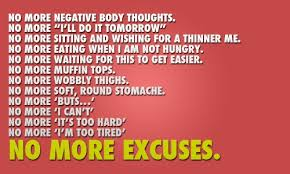 NO MORE NEGATIVE BODY THOUGHTS.
NO MORE “I’LL DO IT TOMORROW”
NO MORE SITTING AND WISHING FOR A THINNER ME.
NO MORE EATING WHEN I AM NOT HUNGRY.
NO MORE WAITING FOR THIS TO GET EASIER.
NO MORE MUFFIN TOPS.
NO MORE WOBBLY THIGHS.
NO MORE SOFT, ROUND STOMACHE.
NO MORE ‘BUTS...’
NO MORE ‘I CAN’T’
NO MORE ‘IT’S TOO HARD’
NO MORE ‘I’M TOO TIRED’
NO MORE EXCUSES.